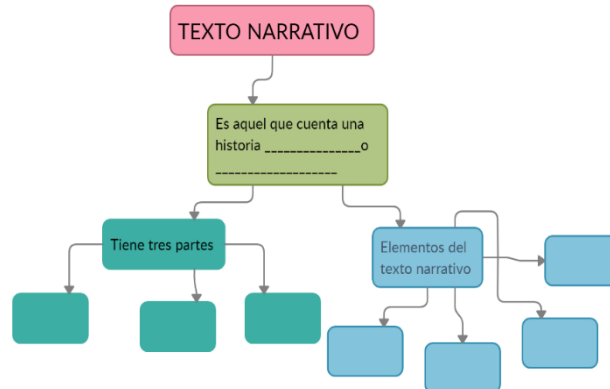 TEXTO NARRATIVO
Es aquel que cuenta una
historia _______________o
___________________
Tiene tres partes
Elementos del
texto narrativo